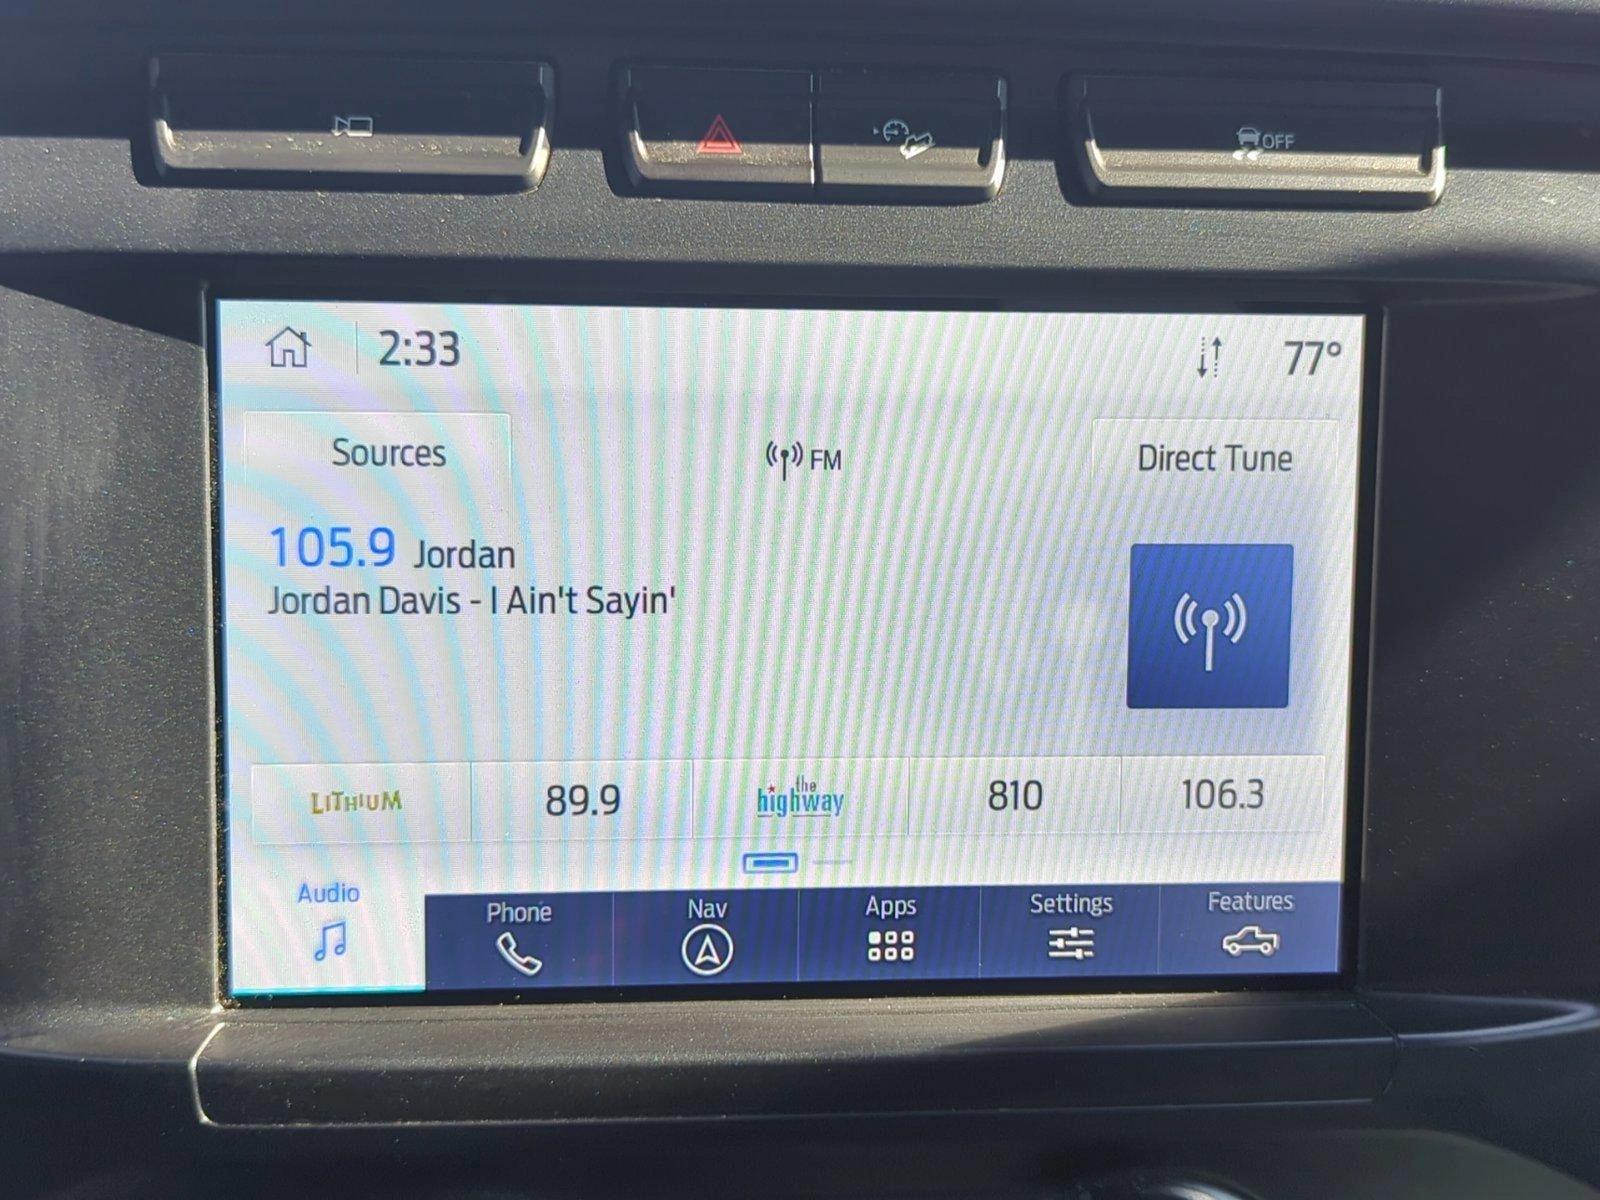 OFF
2:33
77°
Sources
FM
Direct Tune
105.9 Jordan
Jordan Davis - I Ain't Sayin'
LITHIUM
89.9
the highway
810
106.3
Audio
Phone
Nav
Apps
Settings
Features